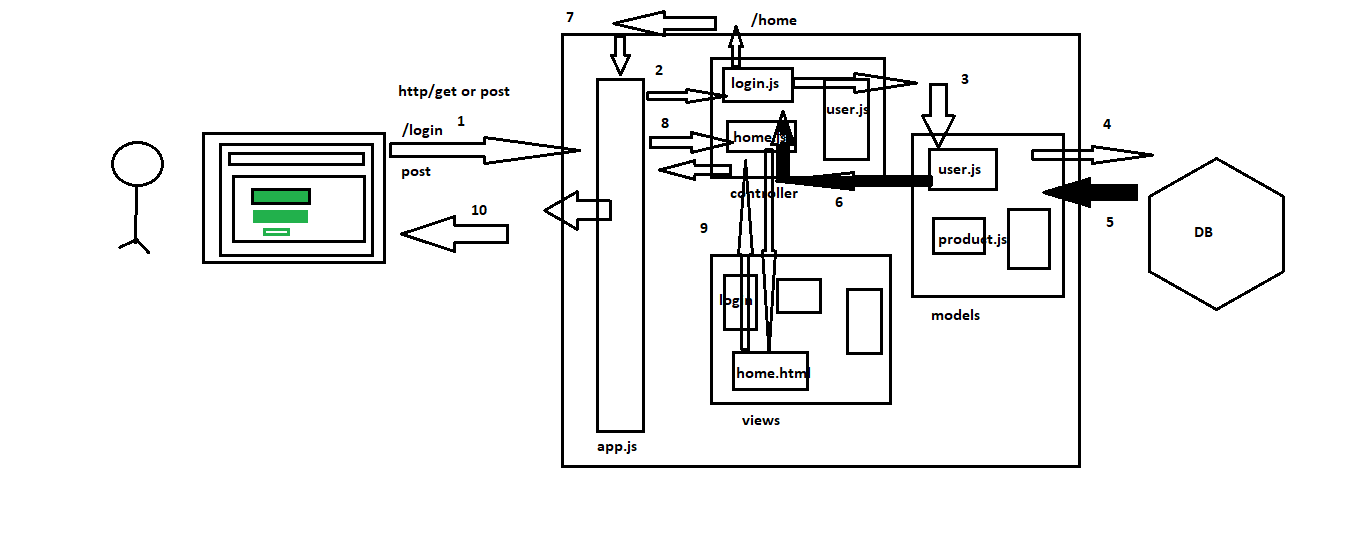 7
/home
http/get or post
/login
1
post
10
2
login.js
user.js
3
4
8
home.js
controller
6
user.js
5
DB
9
product.js
models
login
home.html
views
app.js